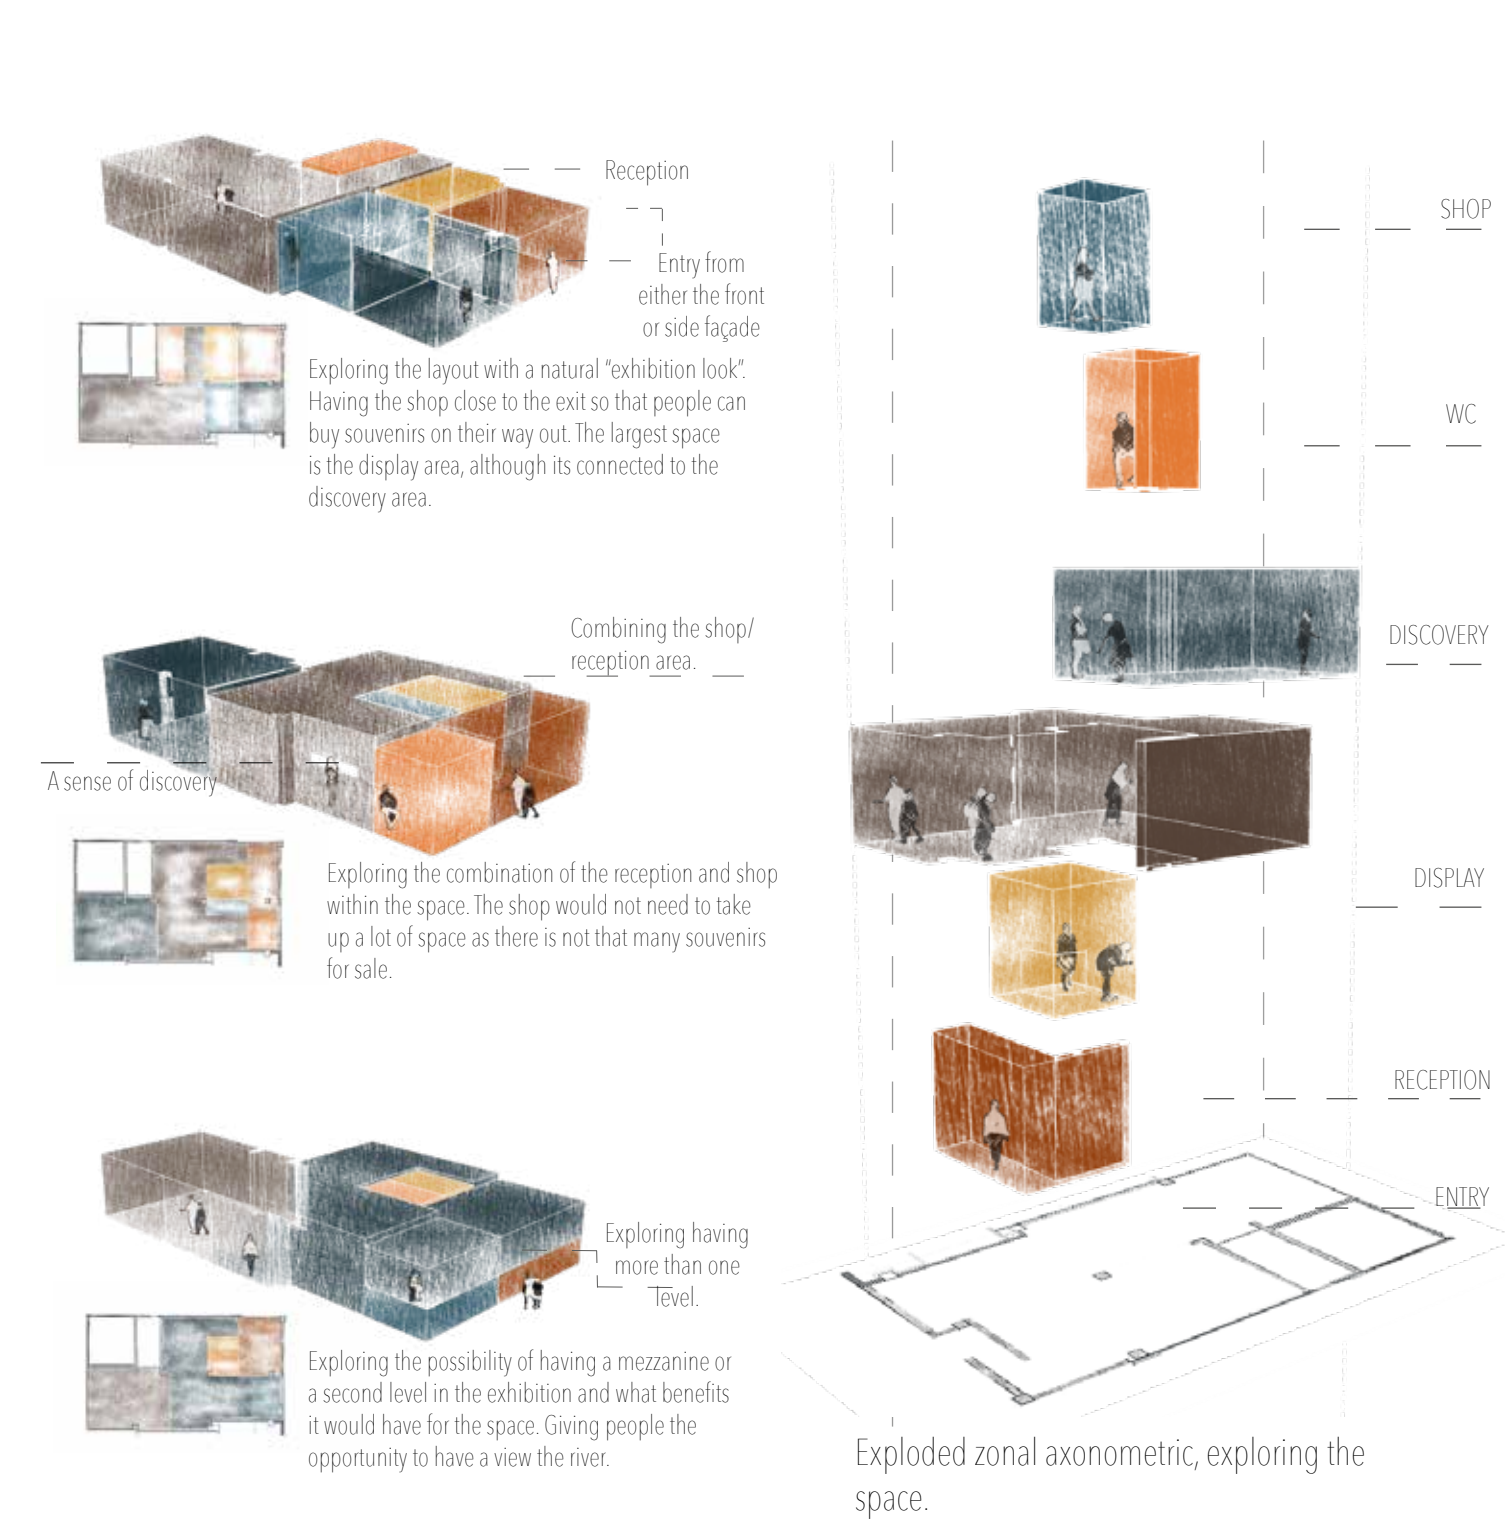 Reception
Entry from
either the front
or side façade
Exploring the layout with a natural “exhibition look”.
Having the shop close to the exit so that people can
buy souvenirs on their way out. The largest space
is the display area, although its connected to the
discovery area.
Combining the shop/
reception area.
A sense of discovery
Exploring the combination of the reception and shop
within the space. The shop would not need to take
up a lot of space as there is not that many souvenirs
for sale.
Exploring having
more than one
level.
Exploring the possibility of having a mezzanine or
a second level in the exhibition and what benefits
it would have for the space. Giving people the
opportunity to have a view the river.
SHOP
WC
DISCOVERY
DISPLAY
RECEPTION
ENTRY
Exploded zonal axonometric, exploring the
space.